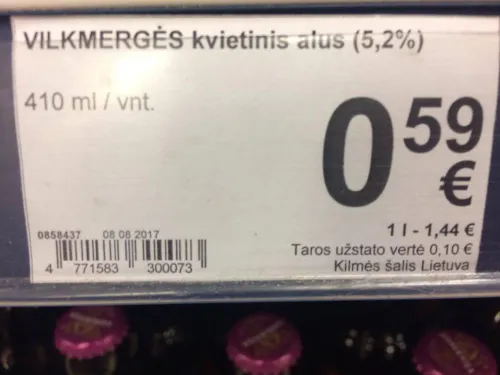 VILKMERGĖS kvietinis alus (5,2%)
410 ml / vnt.
0 59 €
1 l - 1,44 €
Taros užstato vertė 0,10 €
Kilmės šalis Lietuva
0858437 08 08 2017
4 771583 300073